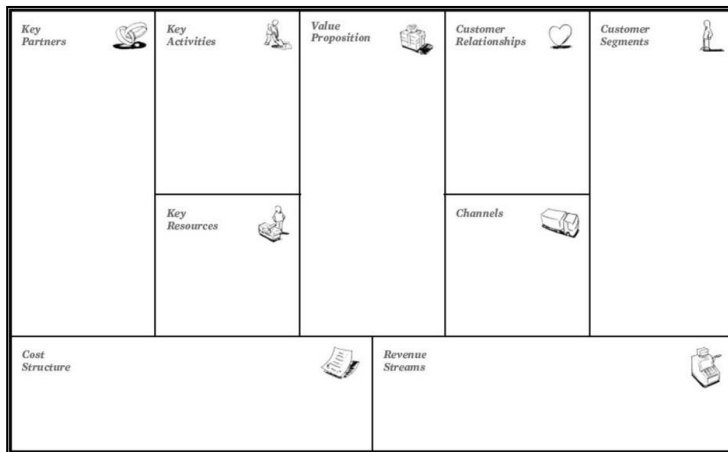 Key
Partners
Key
Activities
Value
Proposition
Customer
Relationships
Customer
Segments
Key
Resources
Channels
Cost
Structure
Revenue
Streams